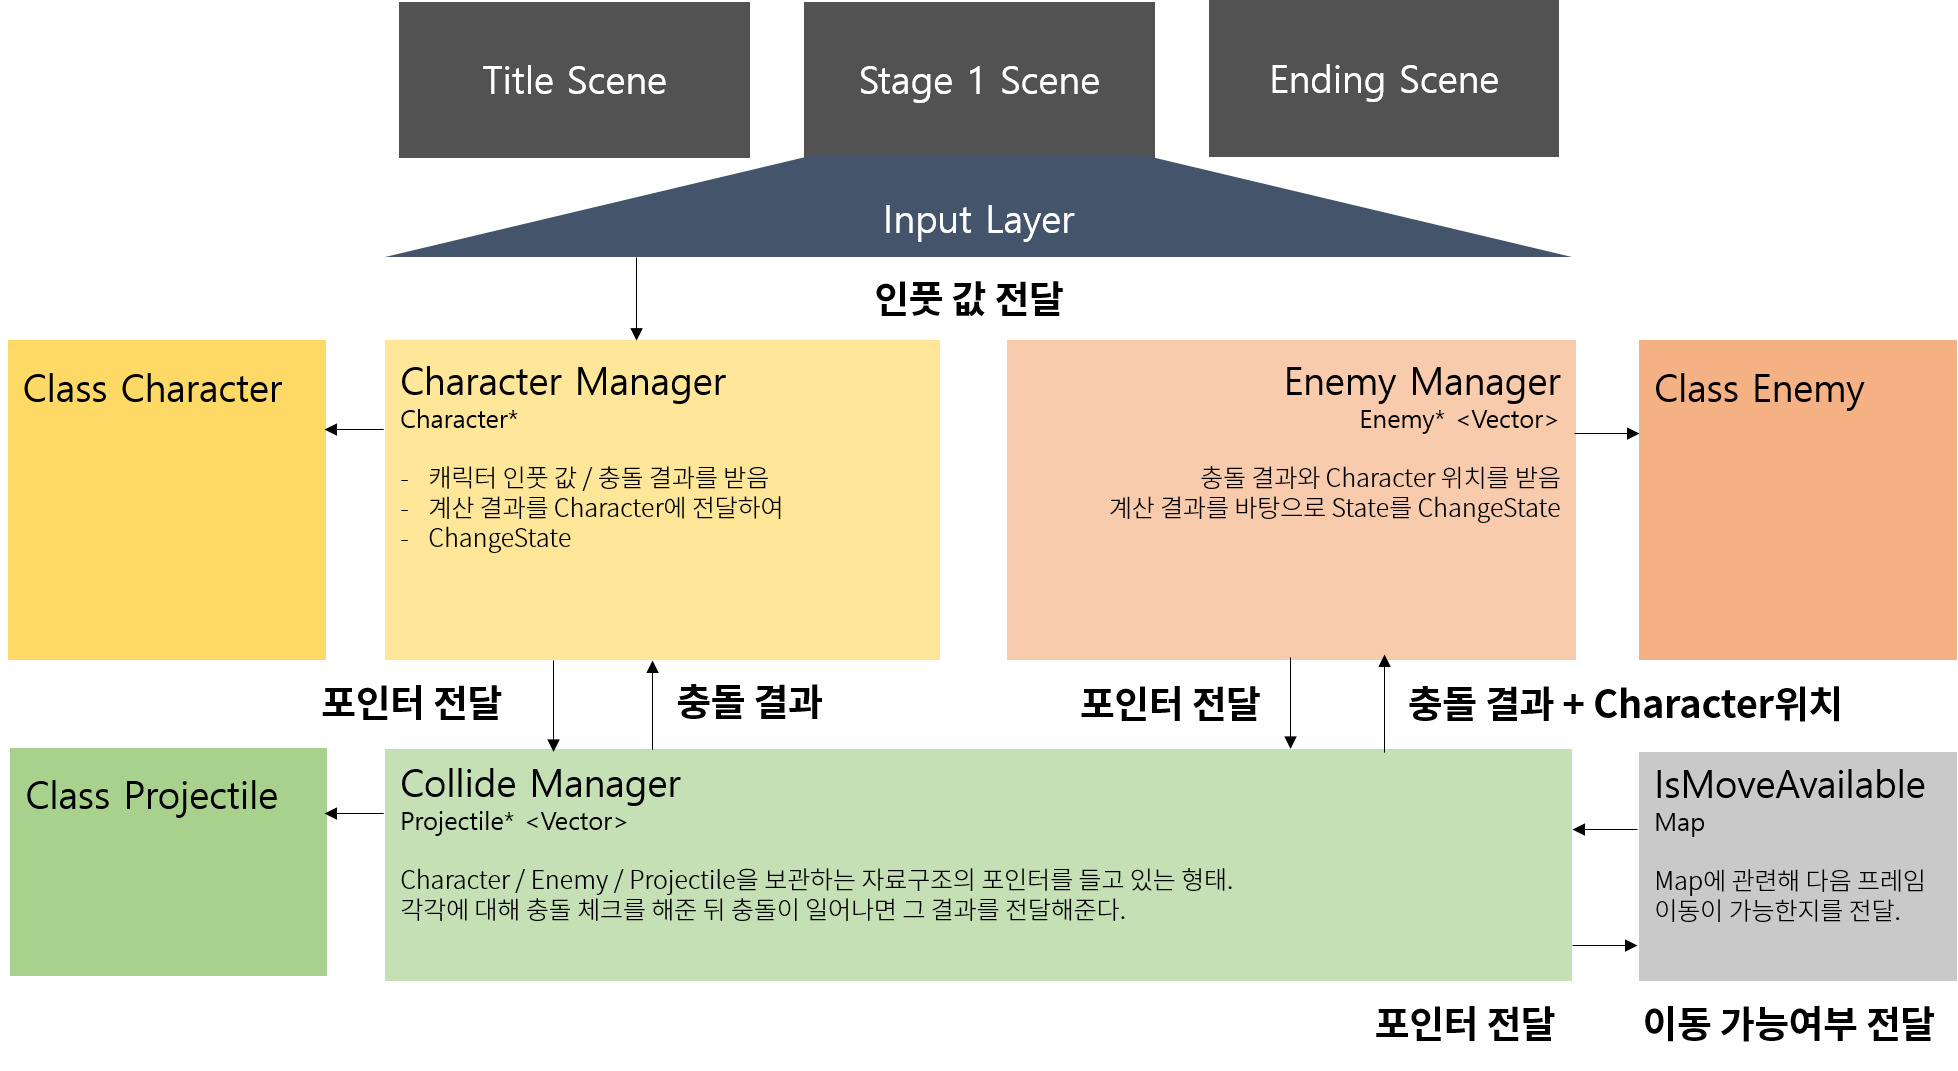 Title Scene
Stage 1 Scene
Ending Scene
Input Layer
인풋 값 전달
Class Character
Character Manager
Character*
- 캐릭터 인풋 값 / 충돌 결과를 받음
- 계산 결과를 Character에 전달하여
- ChangeState
Enemy Manager
Enemy* <Vector>
충돌 결과와 Character 위치를 받음
계산 결과를 바탕으로 State를 ChangeState
Class Enemy
포인터 전달
충돌 결과
포인터 전달
충돌 결과 + Character위치
Class Projectile
Collide Manager
Projectile* <Vector>
Character / Enemy / Projectile을 보관하는 자료구조의 포인터를 들고 있는 형태.
각각에 대해 충돌 체크를 해준 뒤 충돌이 일어나면 그 결과를 전달해준다.
IsMoveAvailable
Map
Map에 관련해 다음 프레임
이동이 가능한지를 전달.
포인터 전달
이동 가능여부 전달